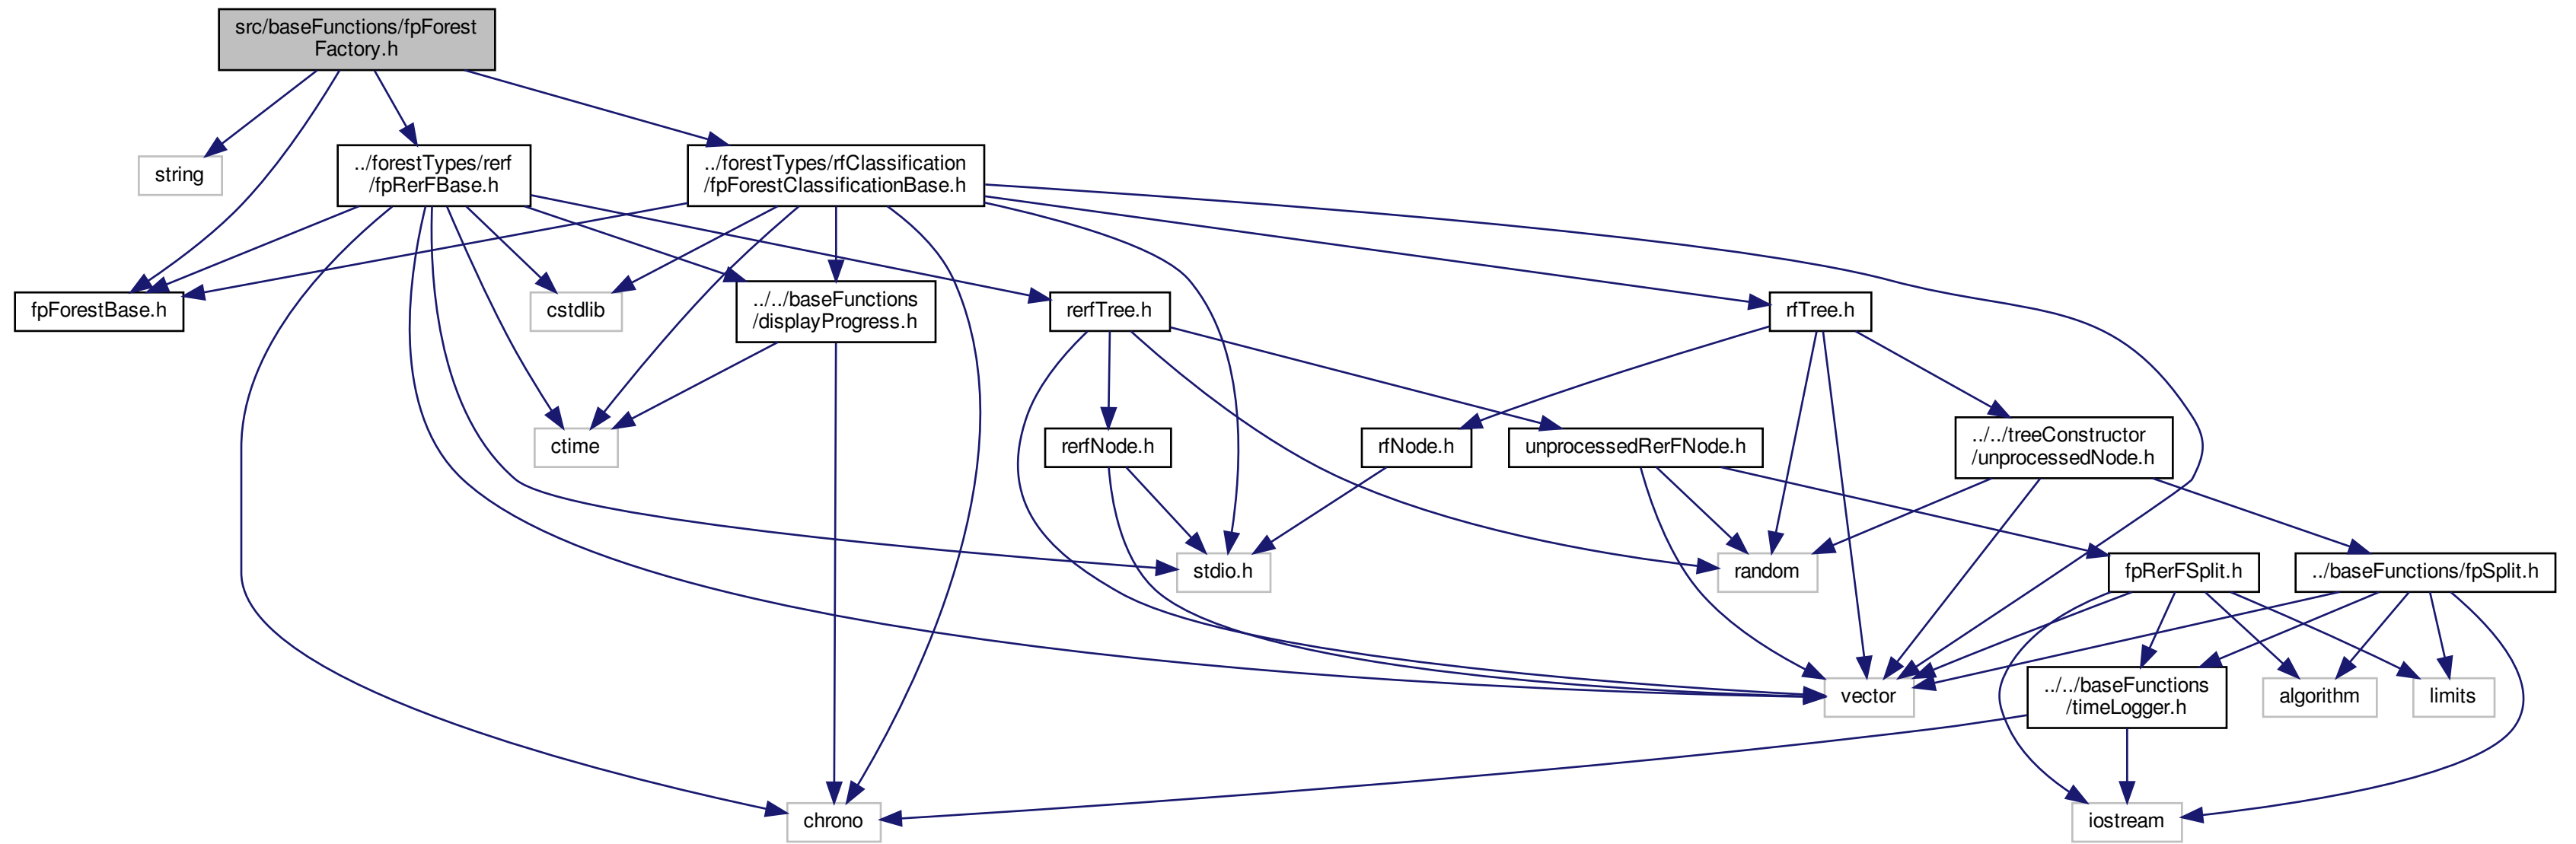 src/baseFunctions/fpForest
Factory.h
string
../forestTypes/rerf
/fpRerFBase.h
../forestTypes/rfClassification
/fpForestClassificationBase.h
fpForestBase.h
cstdlib
../../baseFunctions
/displayProgress.h
rerfTree.h
rfTree.h
ctime
rerfNode.h
rfNode.h
unprocessedRerFNode.h
../../treeConstructor
/unprocessedNode.h
stdio.h
random
fpRerFSplit.h
../baseFunctions/fpSplit.h
vector
../../baseFunctions
/timeLogger.h
algorithm
limits
chrono
iostream